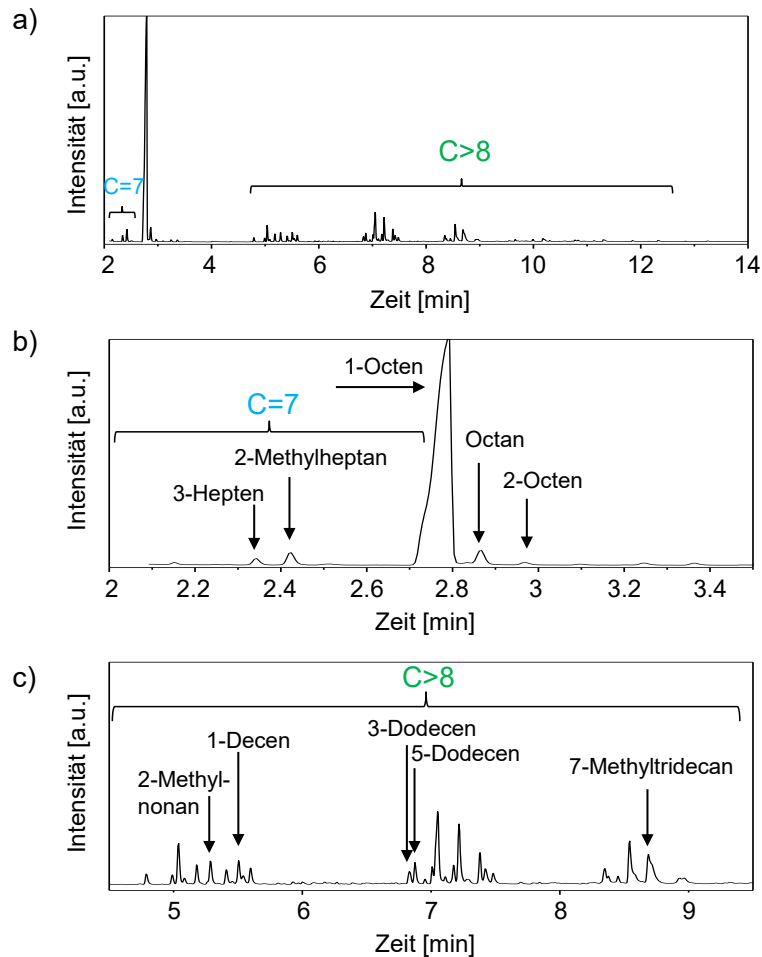 a)
Intensität [a.u.]
C=7
C>8
2 4 6 8 10 12 14
Zeit [min]
b)
Intensität [a.u.]
1-Octen
C=7
2-Methylheptan
3-Hepten
Octan
2-Octen
2 2.2 2.4 2.6 2.8 3 3.2 3.4
Zeit [min]
c)
Intensität [a.u.]
C>8
3-Dodecen
1-Decen
5-Dodecen
2-Methyl-
nonan
7-Methyltridecan
5 6 7 8 9
Zeit [min]